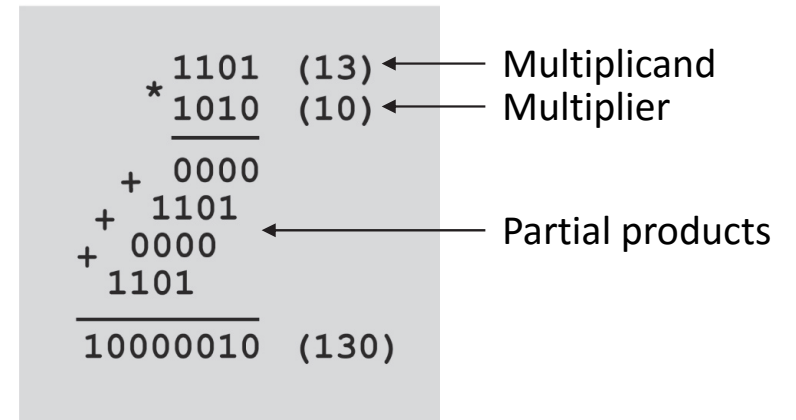 1101 (13) Multiplicand
* 1010 (10) Multiplier
0000
+ 1101 Partial products
+ 0000
+ 1101
10000010 (130)